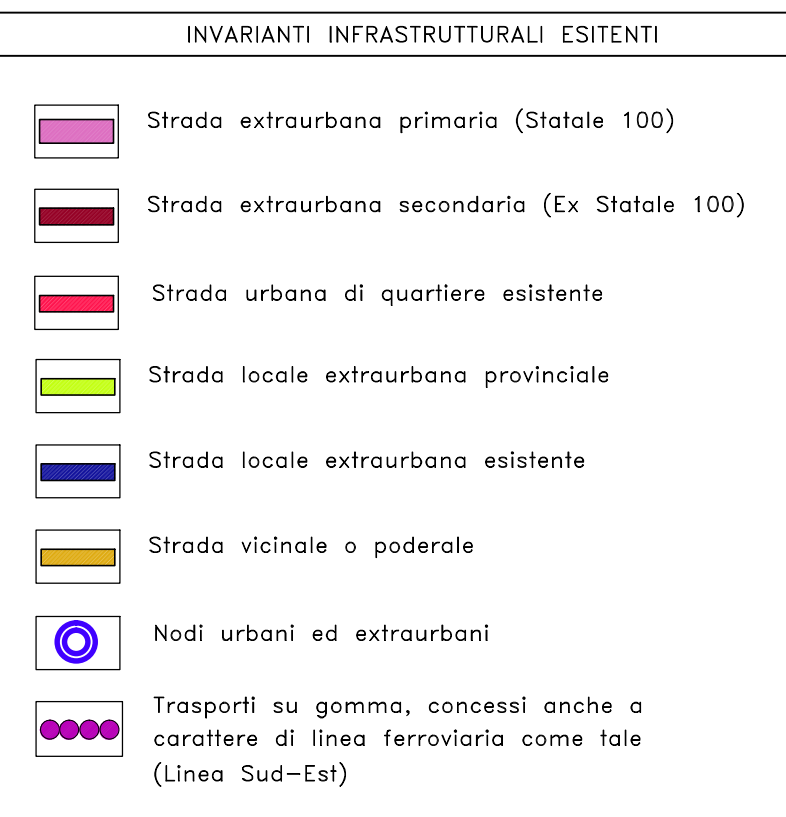 INVARIANTI INFRASTRUTTURALI ESITENTI
Strada extraurbana primaria (Statale 100)
Strada extraurbana secondaria (Ex Statale 100)
Strada urbana di quartiere esistente
Strada locale extraurbana provinciale
Strada locale extraurbana esistente
Strada vicinale o poderale
Nodi urbani ed extraurbani
Trasporti su gomma, concessi anche a
carattere di linea ferroviaria come tale
(Linea Sud-Est)